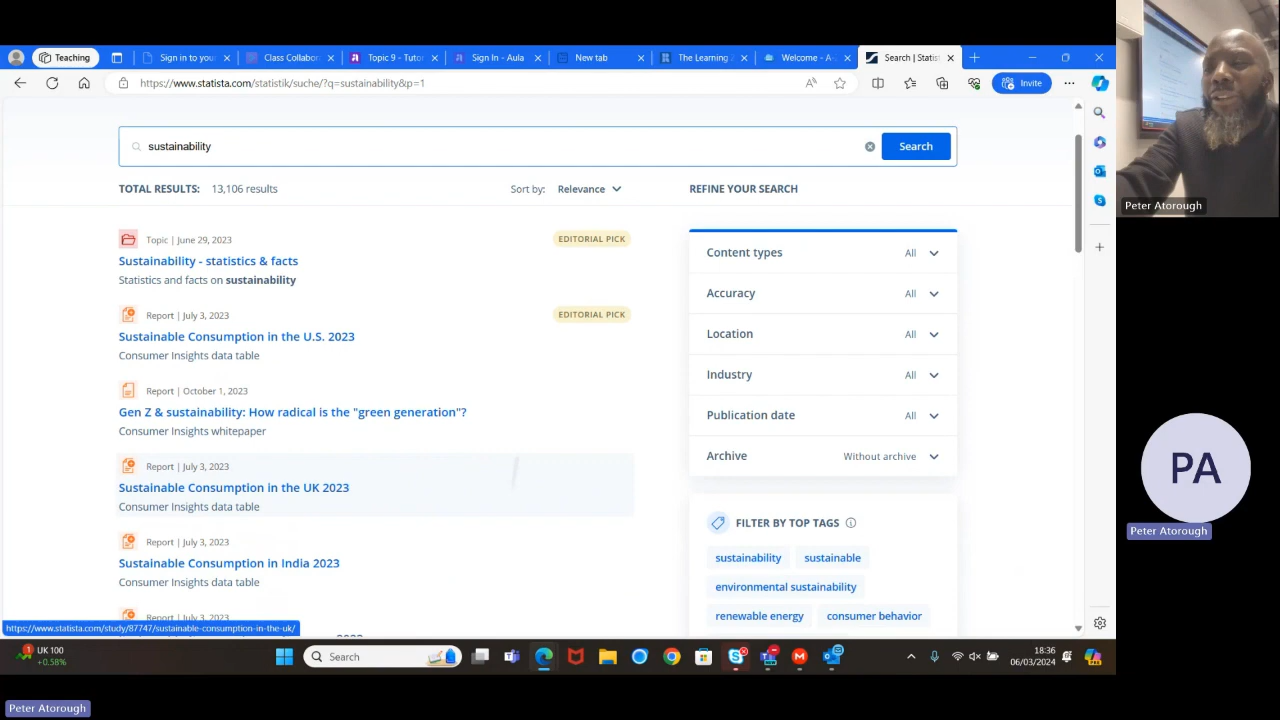 Teaching
Sign in to you
Class Collabor
Topic 9 - Tuto
Sign In - Aula
New tab
The Learning
Welcome - A
Search | Statis
https://www.statista.com/statistik/suche/?q=sustainability&p=1
Invite
sustainability
Search
TOTAL RESULTS: 13,106 results
Sort by: Relevance
REFINE YOUR SEARCH
Topic | June 29, 2023
EDITORIAL PICK
Sustainability - statistics & facts
Statistics and facts on sustainability
Report | July 3, 2023
EDITORIAL PICK
Sustainable Consumption in the U.S. 2023
Consumer Insights data table
Report | October 1, 2023
Gen Z & sustainability: How radical is the "green generation"?
Consumer Insights whitepaper
Report | July 3, 2023
Sustainable Consumption in the UK 2023
Consumer Insights data table
Report | July 3, 2023
Sustainable Consumption in India 2023
Consumer Insights data table
Report | July 3, 2023
Content types All
Accuracy All
Location All
Industry All
Publication date All
Archive Without archive
FILTER BY TOP TAGS
sustainability sustainable
environmental sustainability
renewable energy consumer behavior
https://www.statista.com/study/87747/sustainable-consumption-in-the-uk/
UK 100
+0.58%
Search
18:36
06/03/2024
Peter Atorough
PA
Peter Atorough
Peter Atorough